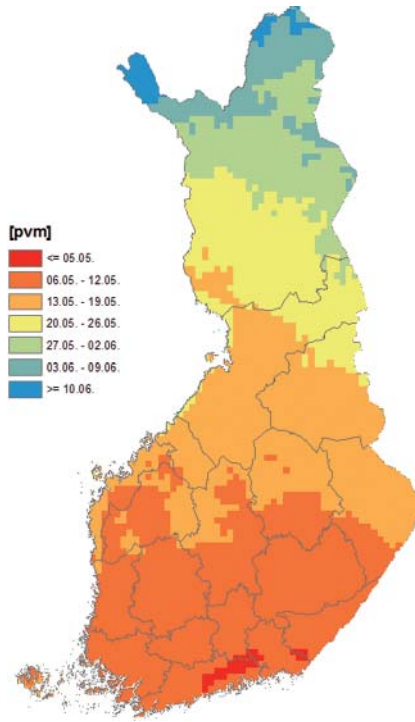 [pvm]
<= 05.05.
06.05. - 12.05.
13.05. - 19.05.
20.05. - 26.05.
27.05. - 02.06.
03.06. - 09.06.
>= 10.06.